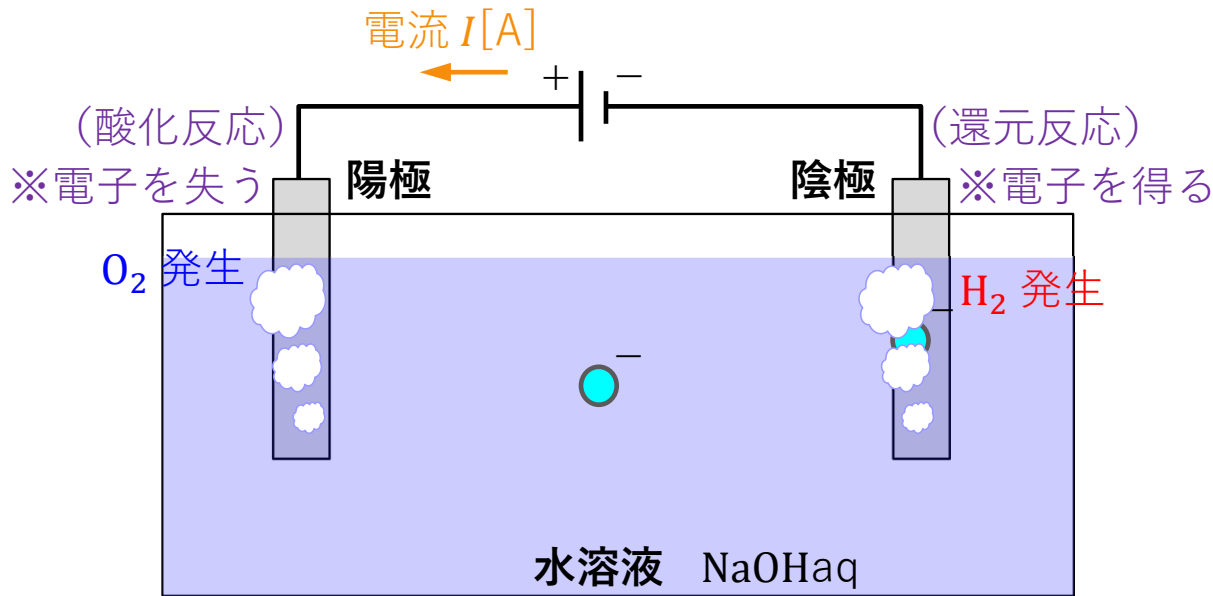 電流 I[A]
+ −
(酸化反応)
※電子を失う
陽極
陰極
(還元反応)
※電子を得る
O₂ 発生
H₂ 発生
−
−
水溶液 NaOHaq